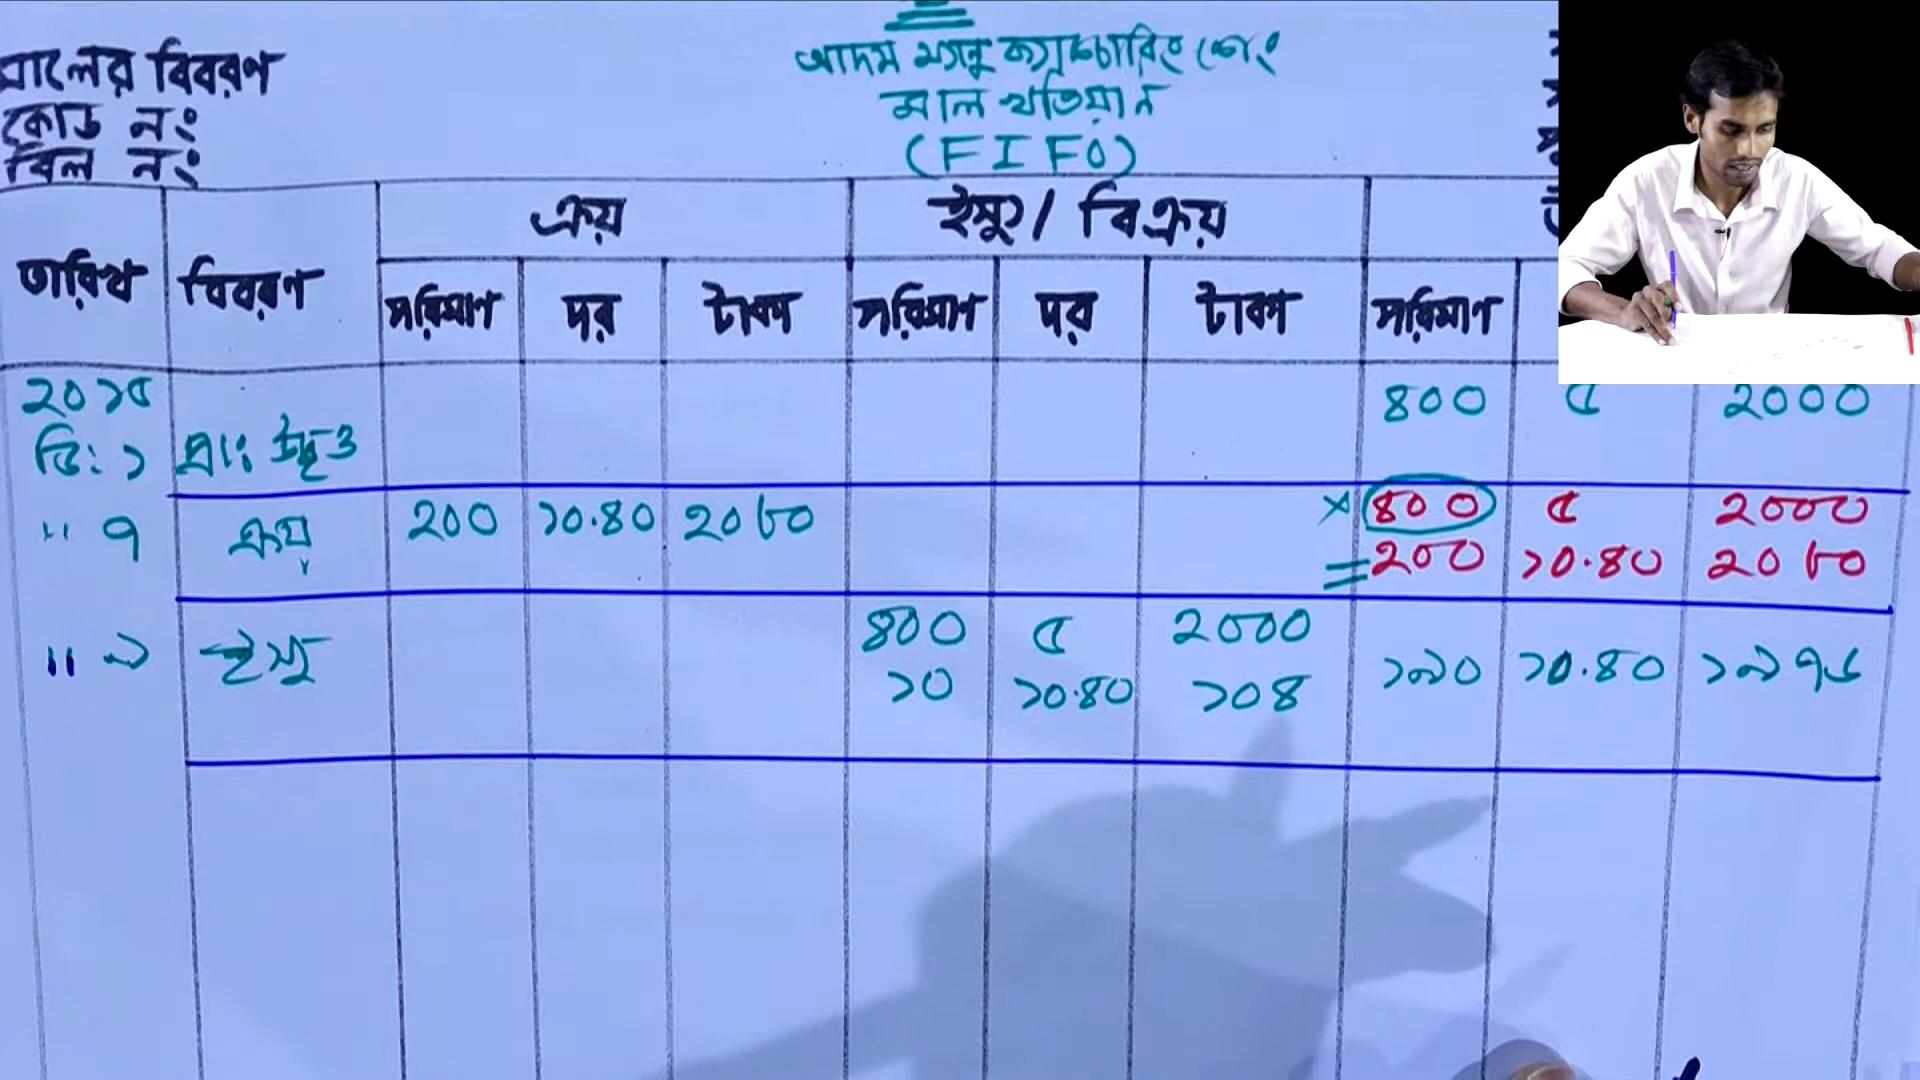 মালের বিবরণ
কোড নং
বিল নং
আদম ম্যানুফ্যাকচারিং কোং
মাল খতিয়ান
(FIFO)
তারিখ বিবরণ ক্রয় ইস্যু / বিক্রয়
পরিমাণ দর টাকা পরিমাণ দর টাকা পরিমাণ
২০১৫ ৪০০ ৫ ২০০০
ডি: ১ প্রা: উদ্বৃত্ত
" ৭ ক্রয় ২০০ ১০.৪০ ২০৮০ × ৪০০ ৫ ২০০০
= ২০০ ১০.৪০ ২০৮০
" ৯ ইস্যু ৪০০ ৫ ২০০০ ১৯০ ১০.৪০ ১৯৭৬
১০ ১০.৪০ ১০৪